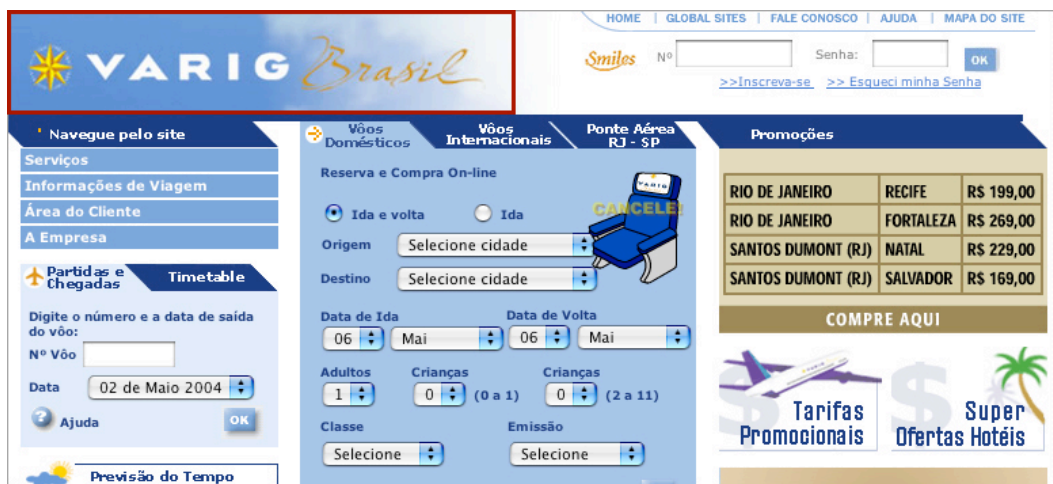 HOME | GLOBAL SITES | FALE CONOSCO | AJUDA | MAPA DO SITE
VARIG Brasil
Smiles Nº Senha: OK
>>Inscreva-se >> Esqueci minha Senha
' Navegue pelo site
Serviços
Informações de Viagem
Área do Cliente
A Empresa
Partidas e Chegadas
Timetable
Digite o número e a data de saída
do vôo:
Nº Vôo
Data 02 de Maio 2004
? Ajuda OK
Previsão do Tempo
Vôos
Domésticos
Vôos
Internacionais
Ponte Aérea
RJ - SP
Reserva e Compra On-line
VARIG
CANCELE!
Ida e volta Ida
Origem Selecione cidade
Destino Selecione cidade
Data de Ida Data de Volta
06 Mai 06 Mai
Adultos Crianças Crianças
1 0 (0 a 1) 0 (2 a 11)
Classe Emissão
Selecione Selecione
Promoções
RIO DE JANEIRO RECIFE R$ 199,00
RIO DE JANEIRO FORTALEZA R$ 269,00
SANTOS DUMONT (RJ) NATAL R$ 229,00
SANTOS DUMONT (RJ) SALVADOR R$ 169,00
COMPRE AQUI
$ Tarifas
Promocionais
$ Super
Ofertas Hotéis